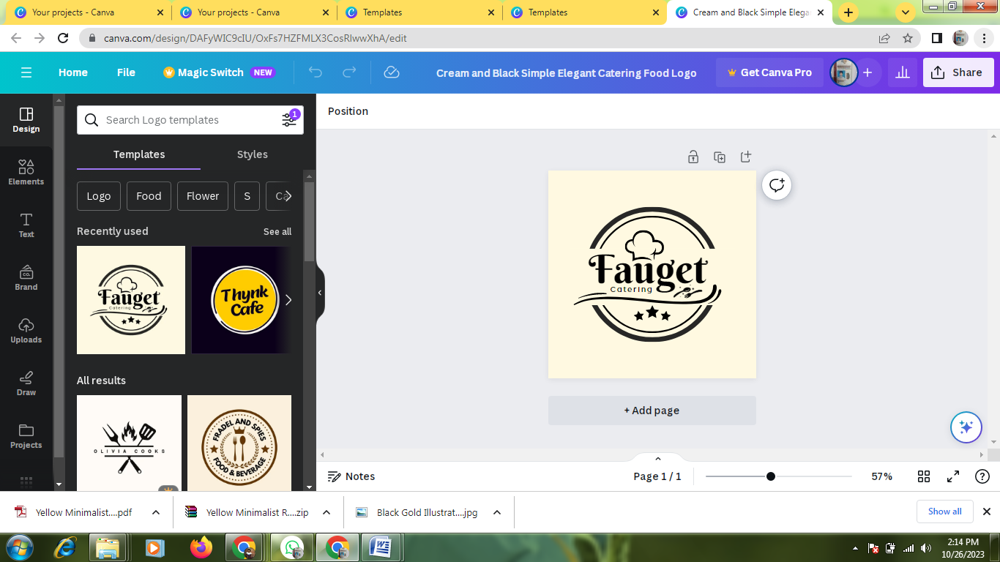 Your projects - Canva
Your projects - Canva
Templates
Templates
Cream and Black Simple Elega
canva.com/design/DAFyWIC9cIU/OxFs7HZFMLX3CosRlwwXhA/edit
Home File Magic Switch NEW Cream and Black Simple Elegant Catering Food Logo Get Canva Pro Share
Design
Elements
Text
CO.
Brand
Uploads
Draw
Projects
Search Logo templates
1
Templates Styles
Logo Food Flower S Ca
Recently used See all
Fauget
Catering
Thynk
Cafe
All results
OLIVIA COOKS
FRADEL AND SPIES
FOOD & BEVERAGE
Position
Fauget
Catering
+ Add page
Notes Page 1 / 1 57%
Yellow Minimalist....pdf
Yellow Minimalist R....zip
Black Gold Illustrat....jpg
Show all
2:14 PM
10/26/2023